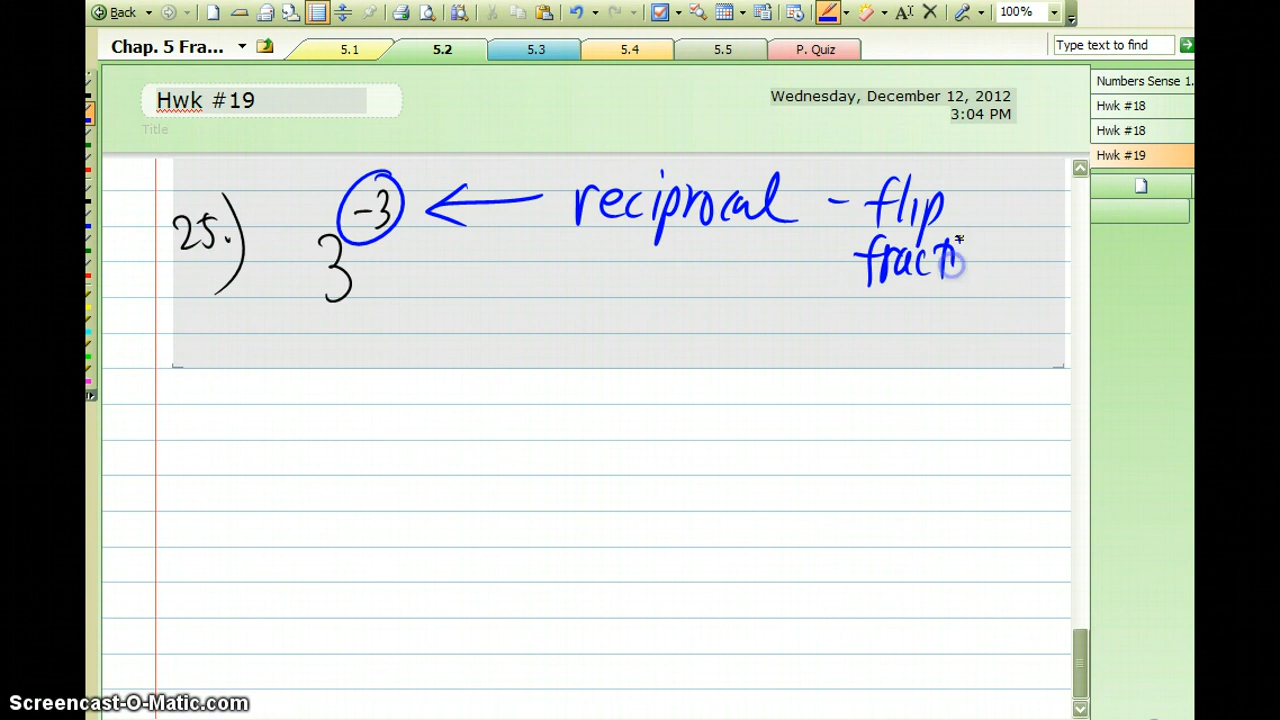 Back 100%
Chap. 5 Fra... 5.1 5.2 5.3 5.4 5.5 P. Quiz Type text to find
Numbers Sense 1.
Hwk #19 Wednesday, December 12, 2012
3:04 PM
Title
Hwk #18
Hwk #18
Hwk #19
25.) 3⁻³ ← reciprocal - flip
fract
Screencast-O-Matic.com